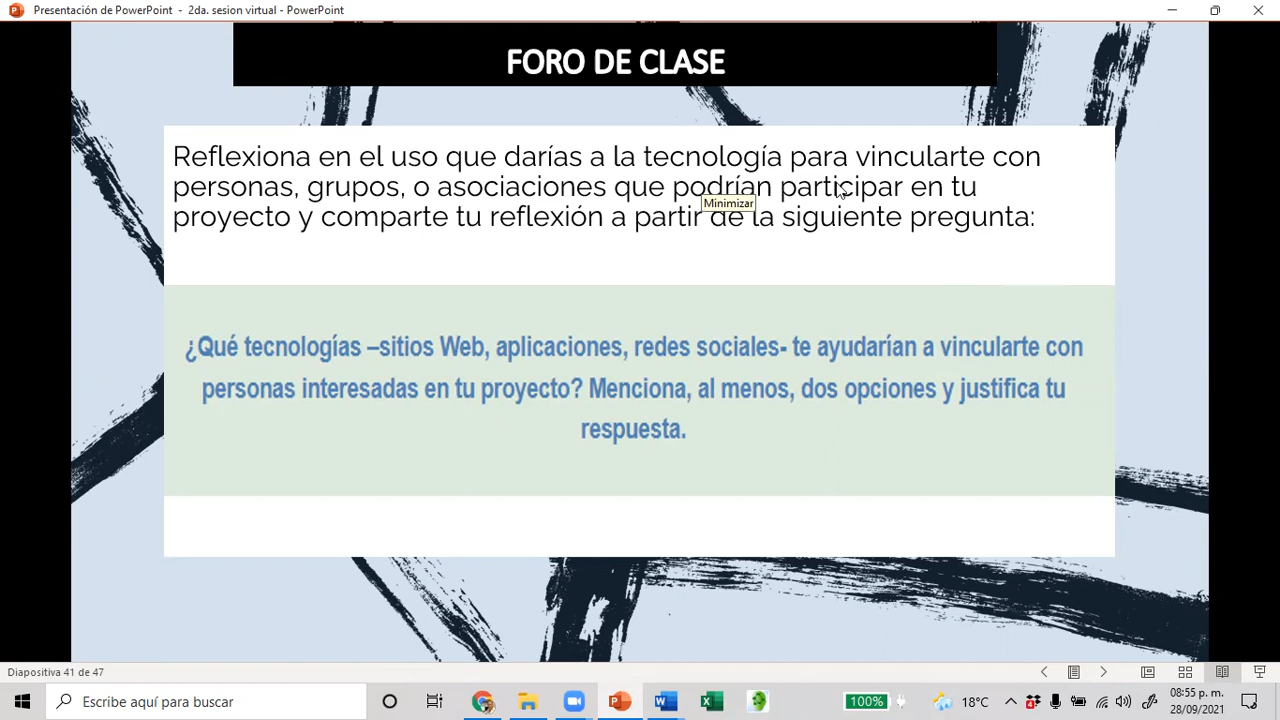 Presentación de PowerPoint - 2da. sesion virtual - PowerPoint
FORO DE CLASE
Reflexiona en el uso que darías a la tecnología para vincularte con
personas, grupos, o asociaciones que podrían participar en tu
Minimizar
proyecto y comparte tu reflexión a partir de la siguiente pregunta:
¿Qué tecnologías –sitios Web, aplicaciones, redes sociales- te ayudarían a vincularte con
personas interesadas en tu proyecto? Menciona, al menos, dos opciones y justifica tu
respuesta.
Diapositiva 41 de 47
Escribe aquí para buscar
100%
18°C
08:55 p. m.
28/09/2021